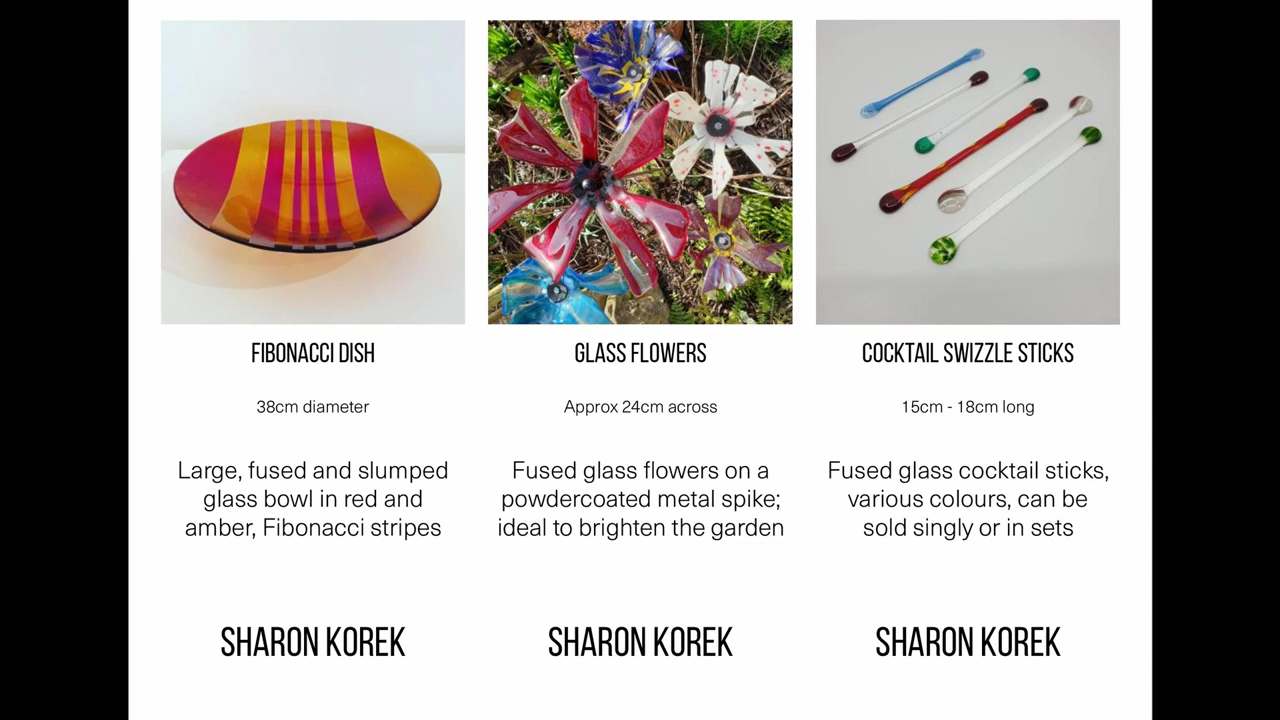 FIBONACCI DISH
38cm diameter
Large, fused and slumped
glass bowl in red and
amber, Fibonacci stripes
SHARON KOREK
GLASS FLOWERS
Approx 24cm across
Fused glass flowers on a
powdercoated metal spike;
ideal to brighten the garden
SHARON KOREK
COCKTAIL SWIZZLE STICKS
15cm - 18cm long
Fused glass cocktail sticks,
various colours, can be
sold singly or in sets
SHARON KOREK